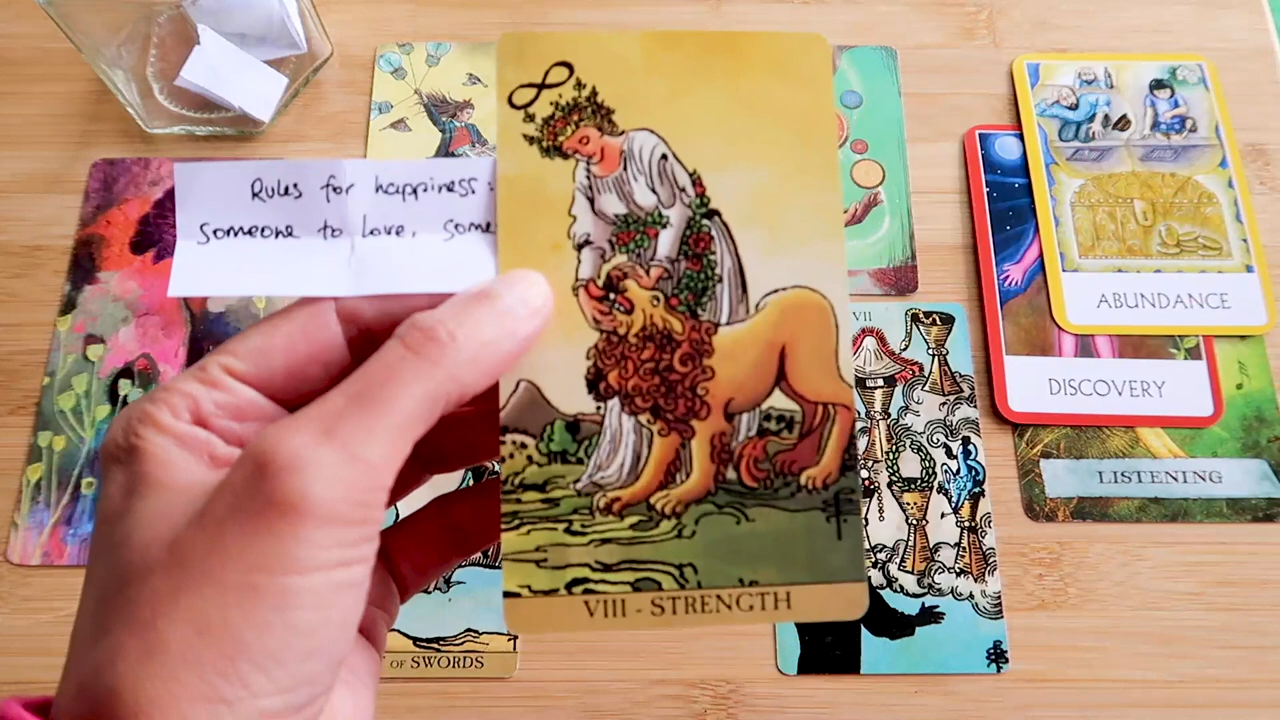 Rules for happiness:
someone to love, some
VIII - STRENGTH
VII
ABUNDANCE
DISCOVERY
LISTENING
OF SWORDS